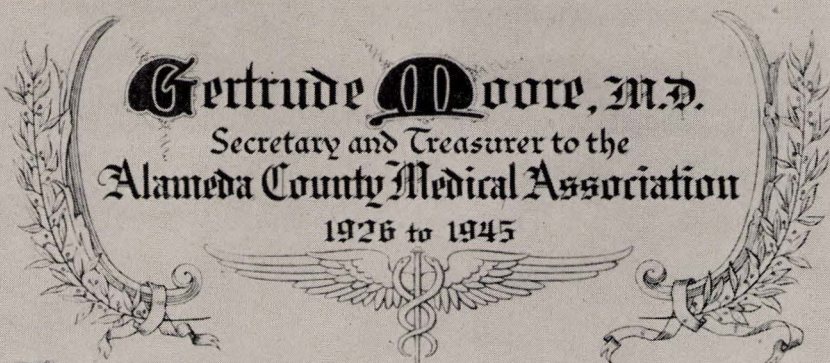 Gertrude Moore, M.D.
Secretary and Treasurer to the
Alameda County Medical Association
1926 to 1945